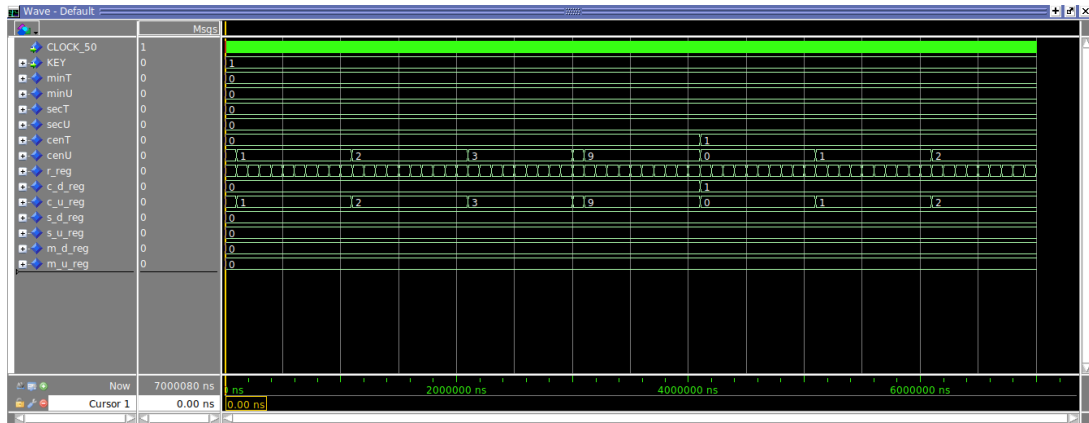 Wave - Default
Msgs
CLOCK_50 1
KEY 0 1
minT 0 0
minU 0 0
secT 0 0
secU 0 0
cenT 0 0 1
cenU 0 1 2 3 9 0 1 2
r_reg 0
c_d_reg 0 0 1
c_u_reg 0 1 2 3 9 0 1 2
s_d_reg 0 0
s_u_reg 0 0
m_d_reg 0 0
m_u_reg 0 0
Now 7000080 ns ns 2000000 ns 4000000 ns 6000000 ns
Cursor 1 0.00 ns 0.00 ns